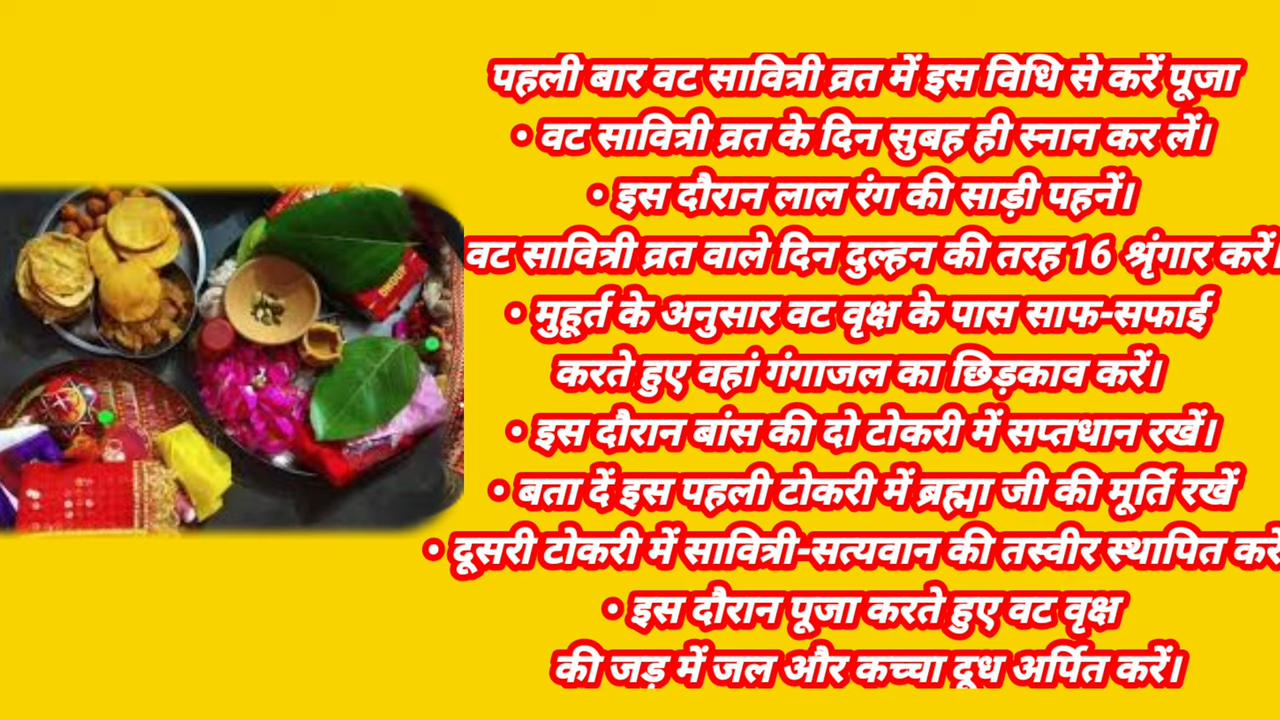 पहली बार वट सावित्री व्रत में इस विधि से करें पूजा
• वट सावित्री व्रत के दिन सुबह ही स्नान कर लें।
• इस दौरान लाल रंग की साड़ी पहनें।
वट सावित्री व्रत वाले दिन दुल्हन की तरह 16 श्रृंगार करें।
• मुहूर्त के अनुसार वट वृक्ष के पास साफ-सफाई
करते हुए वहां गंगाजल का छिड़काव करें।
• इस दौरान बांस की दो टोकरी में सप्तधान रखें।
• बता दें इस पहली टोकरी में ब्रह्मा जी की मूर्ति रखें
• दूसरी टोकरी में सावित्री-सत्यवान की तस्वीर स्थापित करें
• इस दौरान पूजा करते हुए वट वृक्ष
की जड़ में जल और कच्चा दूध अर्पित करें।